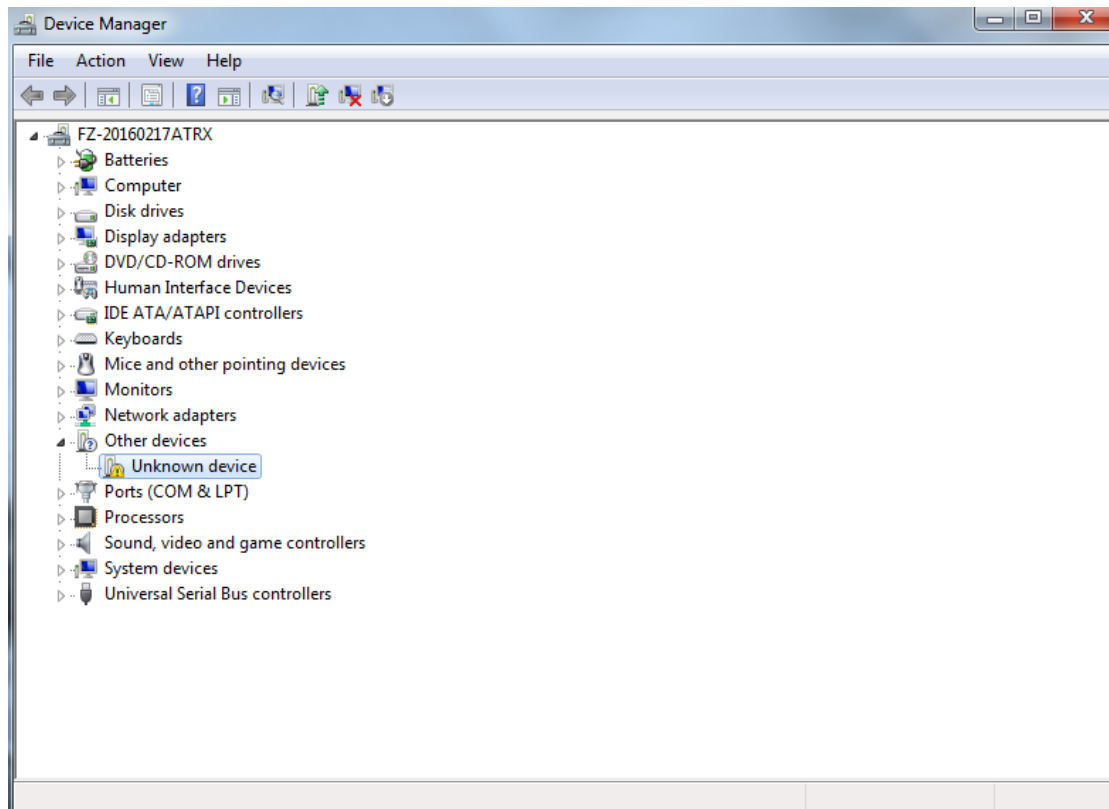 Device Manager
File Action View Help
FZ-20160217ATRX
Batteries
Computer
Disk drives
Display adapters
DVD/CD-ROM drives
Human Interface Devices
IDE ATA/ATAPI controllers
Keyboards
Mice and other pointing devices
Monitors
Network adapters
Other devices
Unknown device
Ports (COM & LPT)
Processors
Sound, video and game controllers
System devices
Universal Serial Bus controllers